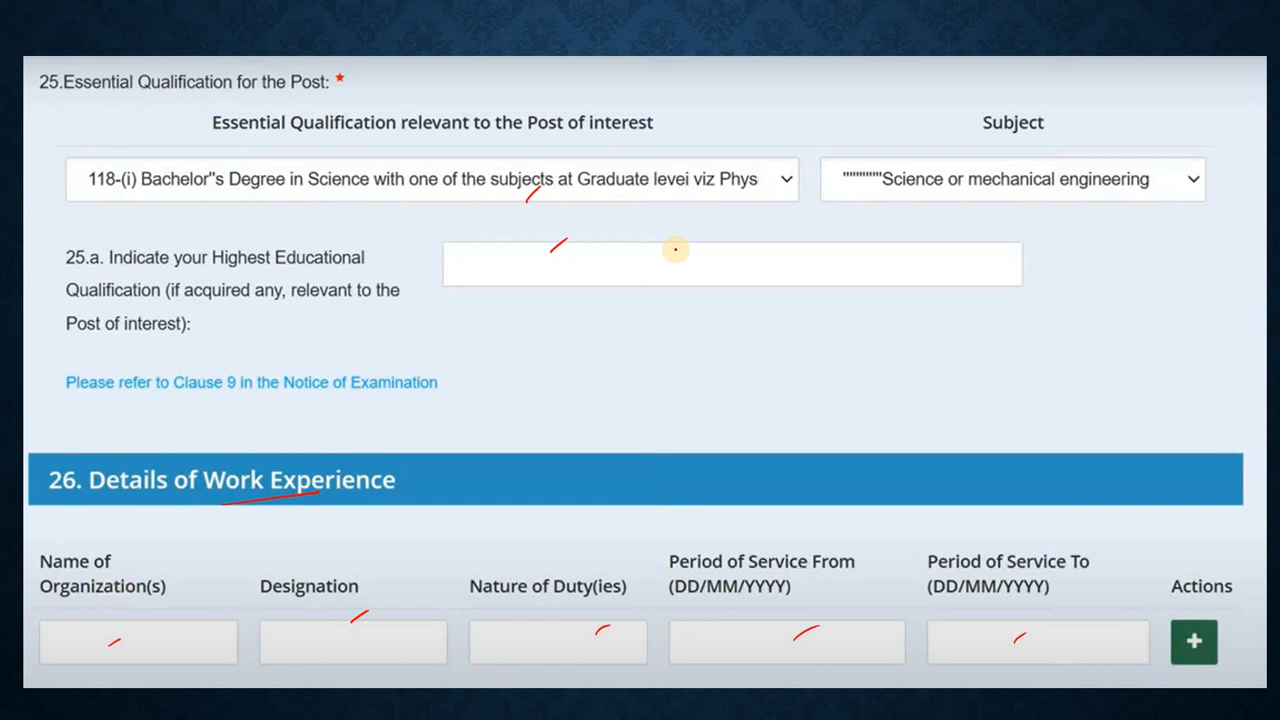 25.Essential Qualification for the Post: *
Essential Qualification relevant to the Post of interest Subject
118-(i) Bachelor''s Degree in Science with one of the subjects at Graduate levei viz Phys """"""'Science or mechanical engineering
25.a. Indicate your Highest Educational
Qualification (if acquired any, relevant to the
Post of interest):
Please refer to Clause 9 in the Notice of Examination
26. Details of Work Experience
Name of
Organization(s)
Designation
Nature of Duty(ies)
Period of Service From
(DD/MM/YYYY)
Period of Service To
(DD/MM/YYYY)
Actions
+